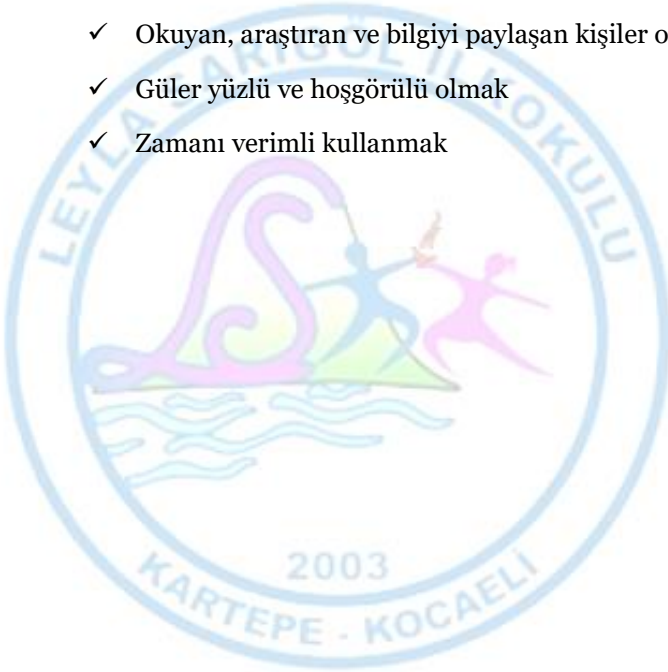 ✓ Okuyan, araştıran ve bilgiyi paylaşan kişiler o
✓ Güler yüzlü ve hoşgörülü olmak
✓ Zamanı verimli kullanmak
LEYLA SARIGÖL İLKOKULU
2003
KARTEPE - KOCAELİ